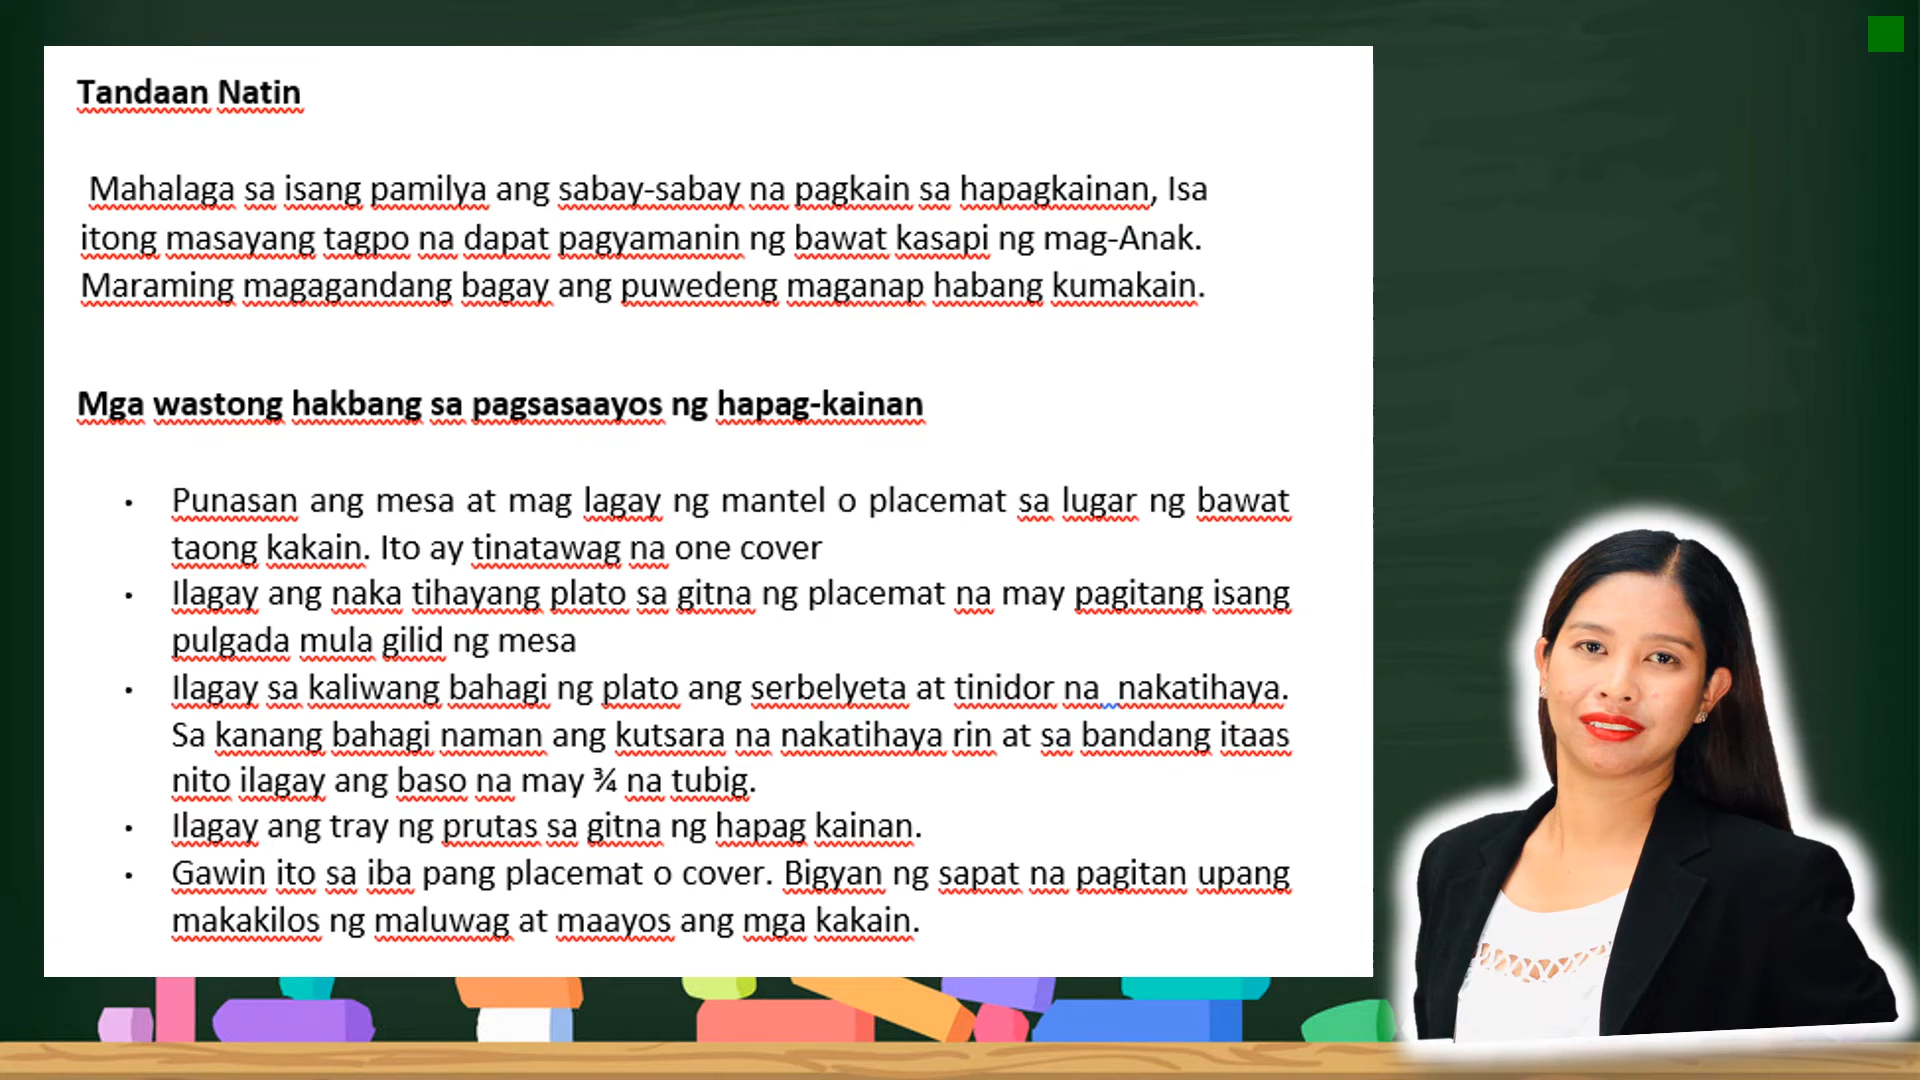 Tandaan Natin
Mahalaga sa isang pamilya ang sabay-sabay na pagkain sa hapagkainan, Isa
itong masayang tagpo na dapat pagyamanin ng bawat kasapi ng mag-Anak.
Maraming magagandang bagay ang puwedeng maganap habang kumakain.
Mga wastong hakbang sa pagsasaayos ng hapag-kainan
• Punasan ang mesa at mag lagay ng mantel o placemat sa lugar ng bawat
taong kakain. Ito ay tinatawag na one cover
• Ilagay ang naka tihayang plato sa gitna ng placemat na may pagitang isang
pulgada mula gilid ng mesa
• Ilagay sa kaliwang bahagi ng plato ang serbelyeta at tinidor na nakatihaya.
Sa kanang bahagi naman ang kutsara na nakatihaya rin at sa bandang itaas
nito ilagay ang baso na may ¾ na tubig.
• Ilagay ang tray ng prutas sa gitna ng hapag kainan.
• Gawin ito sa iba pang placemat o cover. Bigyan ng sapat na pagitan upang
makakilos ng maluwag at maayos ang mga kakain.